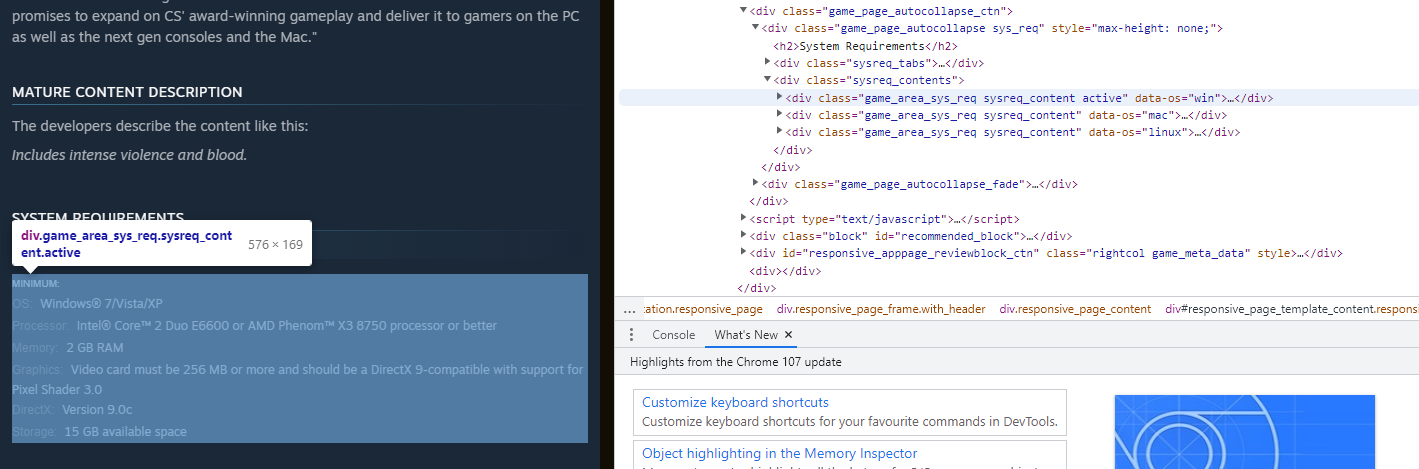 promises to expand on CS' award-winning gameplay and deliver it to gamers on the PC
as well as the next gen consoles and the Mac."
MATURE CONTENT DESCRIPTION
The developers describe the content like this:
Includes intense violence and blood.
SYSTEM REQUIREMENTS
div.game_area_sys_req.sysreq_cont
ent.active
576 × 169
MINIMUM:
OS: Windows® 7/Vista/XP
Processor: Intel® Core™ 2 Duo E6600 or AMD Phenom™ X3 8750 processor or better
Memory: 2 GB RAM
Graphics: Video card must be 256 MB or more and should be a DirectX 9-compatible with support for
Pixel Shader 3.0
DirectX: Version 9.0c
Storage: 15 GB available space
<div class="game_page_autocollapse_ctn">
<div class="game_page_autocollapse sys_req" style="max-height: none;">
<h2>System Requirements</h2>
<div class="sysreq_tabs">…</div>
<div class="sysreq_contents">
<div class="game_area_sys_req sysreq_content active" data-os="win">…</div>
<div class="game_area_sys_req sysreq_content" data-os="mac">…</div>
<div class="game_area_sys_req sysreq_content" data-os="linux">…</div>
</div>
</div>
<div class="game_page_autocollapse_fade">…</div>
</div>
<script type="text/javascript">…</script>
<div class="block" id="recommended_block">…</div>
<div id="responsive_apppage_reviewblock_ctn" class="rightcol game_meta_data" style>…</div>
<div></div>
</div>
… zation.responsive_page div.responsive_page_frame.with_header div.responsive_page_content div#responsive_page_template_content.respons
Console What's New ×
Highlights from the Chrome 107 update
Customize keyboard shortcuts
Customize keyboard shortcuts for your favourite commands in DevTools.
Object highlighting in the Memory Inspector